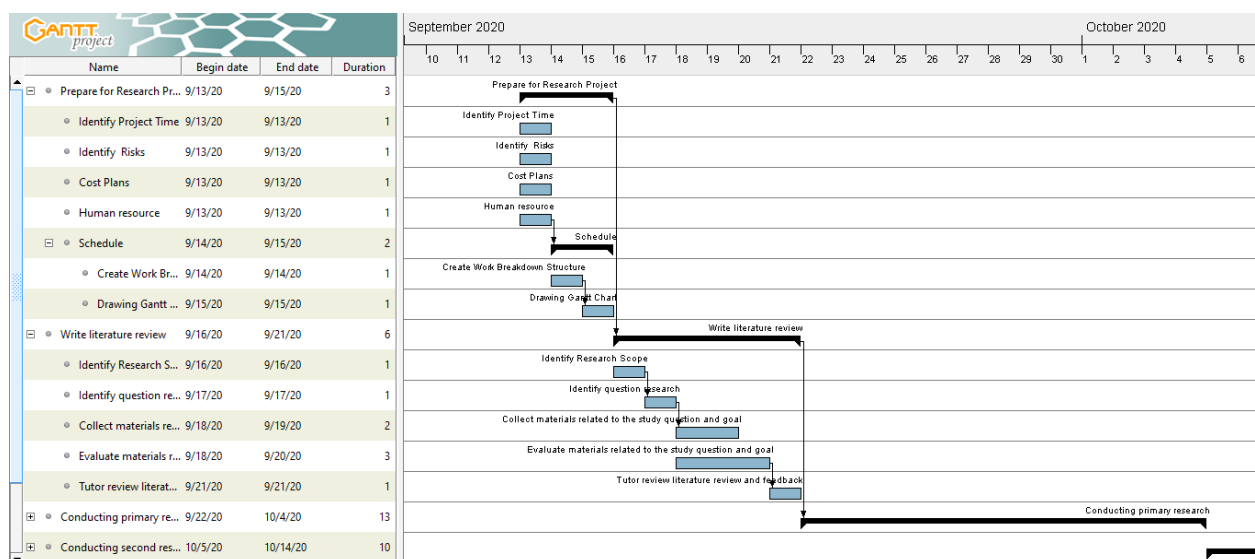 GANTT project
September 2020 October 2020
10 11 12 13 14 15 16 17 18 19 20 21 22 23 24 25 26 27 28 29 30 1 2 3 4 5 6
Name Begin date End date Duration
Prepare for Research Pr... 9/13/20 9/15/20 3
Prepare for Research Project
Identify Project Time 9/13/20 9/13/20 1
Identify Project Time
Identify Risks 9/13/20 9/13/20 1
Identify Risks
Cost Plans 9/13/20 9/13/20 1
Cost Plans
Human resource 9/13/20 9/13/20 1
Human resource
Schedule 9/14/20 9/15/20 2
Schedule
Create Work Br... 9/14/20 9/14/20 1
Create Work Breakdown Structure
Drawing Gantt ... 9/15/20 9/15/20 1
Drawing Gantt Chart
Write literature review 9/16/20 9/21/20 6
Write literature review
Identify Research S... 9/16/20 9/16/20 1
Identify Research Scope
Identify question re... 9/17/20 9/17/20 1
Identify question research
Collect materials re... 9/18/20 9/19/20 2
Collect materials related to the study question and goal
Evaluate materials r... 9/18/20 9/20/20 3
Evaluate materials related to the study question and goal
Tutor review literat... 9/21/20 9/21/20 1
Tutor review literature review and feedback
Conducting primary re... 9/22/20 10/4/20 13
Conducting primary research
Conducting second res... 10/5/20 10/14/20 10